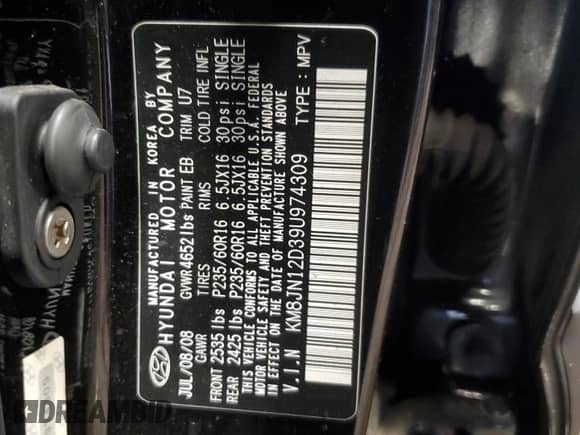 MANUFACTURED IN KOREA BY
HYUNDAI MOTOR COMPANY
JUL/08/08 GVWR 4652lbs PAINT EB TRIM U7
GAWR TIRES RIMS COLD TIRE INFL
FRONT 2535 lbs P235/60R16 6.5JX16 30psi SINGLE
REAR 2425 lbs P235/60R16 6.5JX16 30psi SINGLE
THIS VEHICLE CONFORMS TO ALL APPLICABLE U.S.A. FEDERAL
MOTOR VEHICLE SAFETY AND THEFT PREVENTION STANDARDS
IN EFFECT ON THE DATE OF MANUFACTURE SHOWN ABOVE
V.I.N KM8JN12D39U974309 TYPE : MPV
DREAMBID